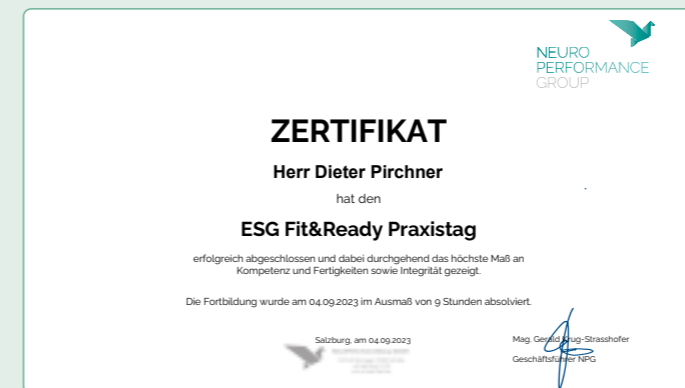 NEURO
PERFORMANCE
GROUP
ZERTIFIKAT
Herr Dieter Pirchner
hat den
ESG Fit&Ready Praxistag
erfolgreich abgeschlossen und dabei durchgehend das höchste Maß an
Kompetenz und Fertigkeiten sowie Integrität gezeigt.
Die Fortbildung wurde am 04.09.2023 im Ausmaß von 9 Stunden absolviert.
Salzburg, am 04.09.2023
Mag. Gerald Krug-Strasshofer
Geschäftsführer NPG